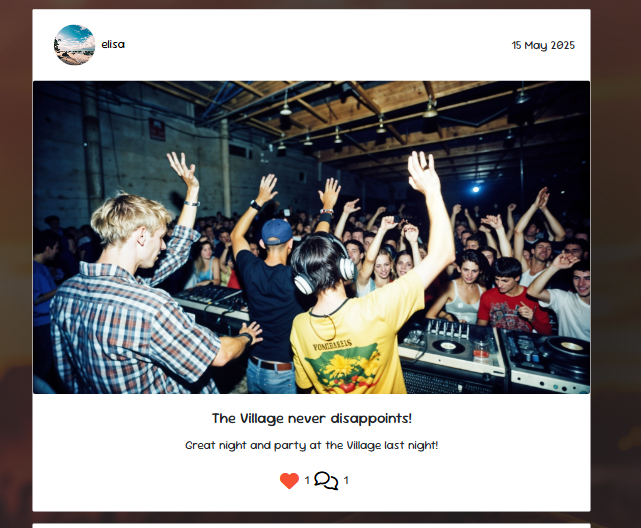 elisa
15 May 2025
The Village never disappoints!
Great night and party at the Village last night!
1 1